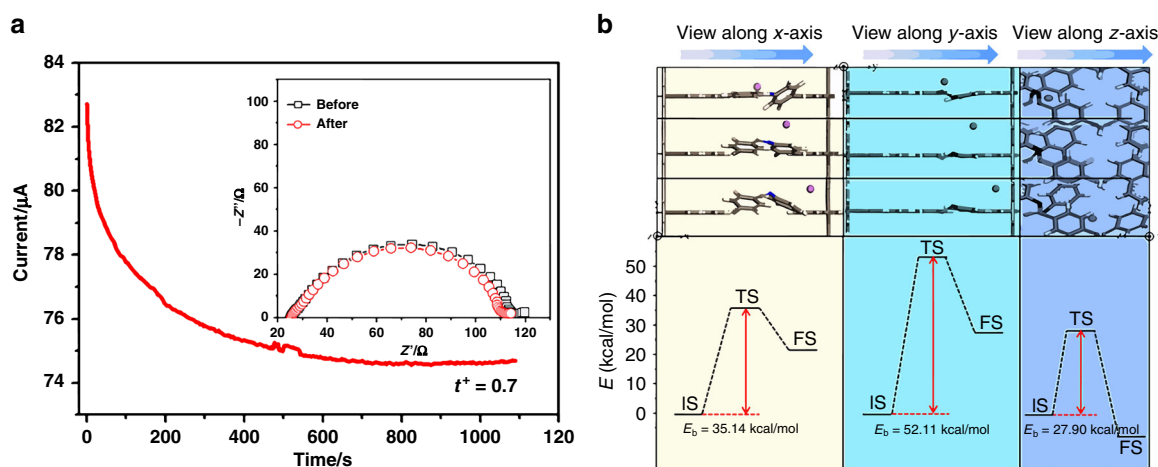 a
84
82
80
78
76
74
Current/μA
0 200 400 600 800 1000 1200
Time/s
t⁺ = 0.7
100
80
60
40
20
0
–Z''/Ω
20 40 60 80 100 120
Z'/Ω
Before
After
b
View along x-axis
View along y-axis
View along z-axis
E (kcal/mol)
50
40
30
20
10
0
IS
TS
FS
E_b = 35.14 kcal/mol
IS
TS
FS
E_b = 52.11 kcal/mol
IS
TS
FS
E_b = 27.90 kcal/mol